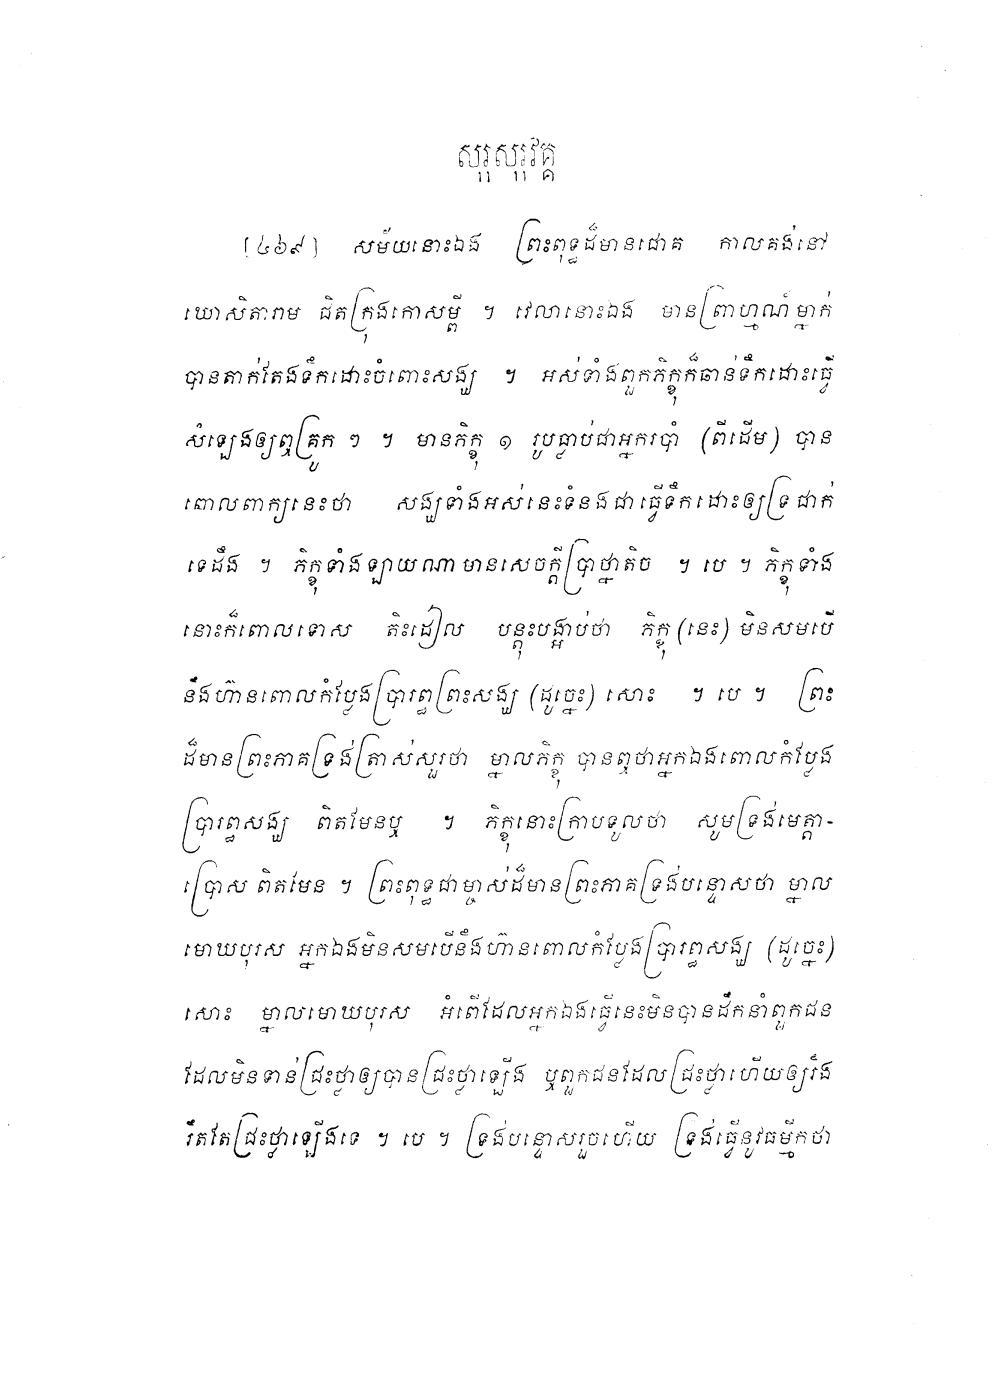 សុរុសុរុវគ្គ
[៤៦៩] សម័យនោះឯង ព្រះពុទ្ធដ៏មានជោគ កាលគង់នៅ
ឃោសិតារាម ជិតក្រុងកោសម្ពី ។ វេលានោះឯង មានព្រាហ្មណ៍ម្នាក់
បានតាក់តែងទឹកដោះចំពោះសង្ឃ ។ អស់ទាំងពួកភិក្ខុក៏ឆាន់ទឹកដោះធ្វើ
សំឡេងឲ្យឮគ្រូក ៗ ។ មានភិក្ខុ ១ រូបធ្លាប់ជាអ្នករបាំ (ពីដើម) បាន
ពោលពាក្យនេះថា សង្ឃទាំងអស់នេះទំនងជាធ្វើទឹកដោះឲ្យទ្រជាក់
ទេដឹង ។ ភិក្ខុទាំងឡាយណាមានសេចក្តីប្រាថ្នាតិច ។ បេ ។ ភិក្ខុទាំង
នោះក៏ពោលទោស តិះដៀល បន្តុះបង្អាប់ថា ភិក្ខុ (នេះ) មិនសមបើ
នឹងហ៊ានពោលកំប្លែងប្រារព្ធព្រះសង្ឃ (ដូច្នេះ) សោះ ។ បេ ។ ព្រះ
ដ៏មានព្រះភាគទ្រង់ត្រាស់សួរថា ម្នាលភិក្ខុ បានឮថាអ្នកឯងពោលកំប្លែង
ប្រារព្ធសង្ឃ ពិតមែនឬ ។ ភិក្ខុនោះក្រាបទូលថា សូមទ្រង់មេត្តា-
ប្រោស ពិតមែន ។ ព្រះពុទ្ធជាម្ចាស់ដ៏មានព្រះភាគទ្រង់បន្ទោសថា ម្នាល
មោឃបុរស អ្នកឯងមិនសមបើនឹងហ៊ានពោលកំប្លែងប្រារព្ធសង្ឃ (ដូច្នេះ)
សោះ ម្នាលមោឃបុរស អំពើដែលអ្នកឯងធ្វើនេះមិនបានដឹកនាំពួកជន
ដែលមិនទាន់ជ្រះថ្លាឲ្យបានជ្រះថ្លាឡើង ឬពួកជនដែលជ្រះថ្លាហើយឲ្យរឹង
រឹតតែជ្រះថ្លាឡើងទេ ។ បេ ។ ទ្រង់បន្ទោសរួចហើយ ទ្រង់ធ្វើនូវធម្មីកថា